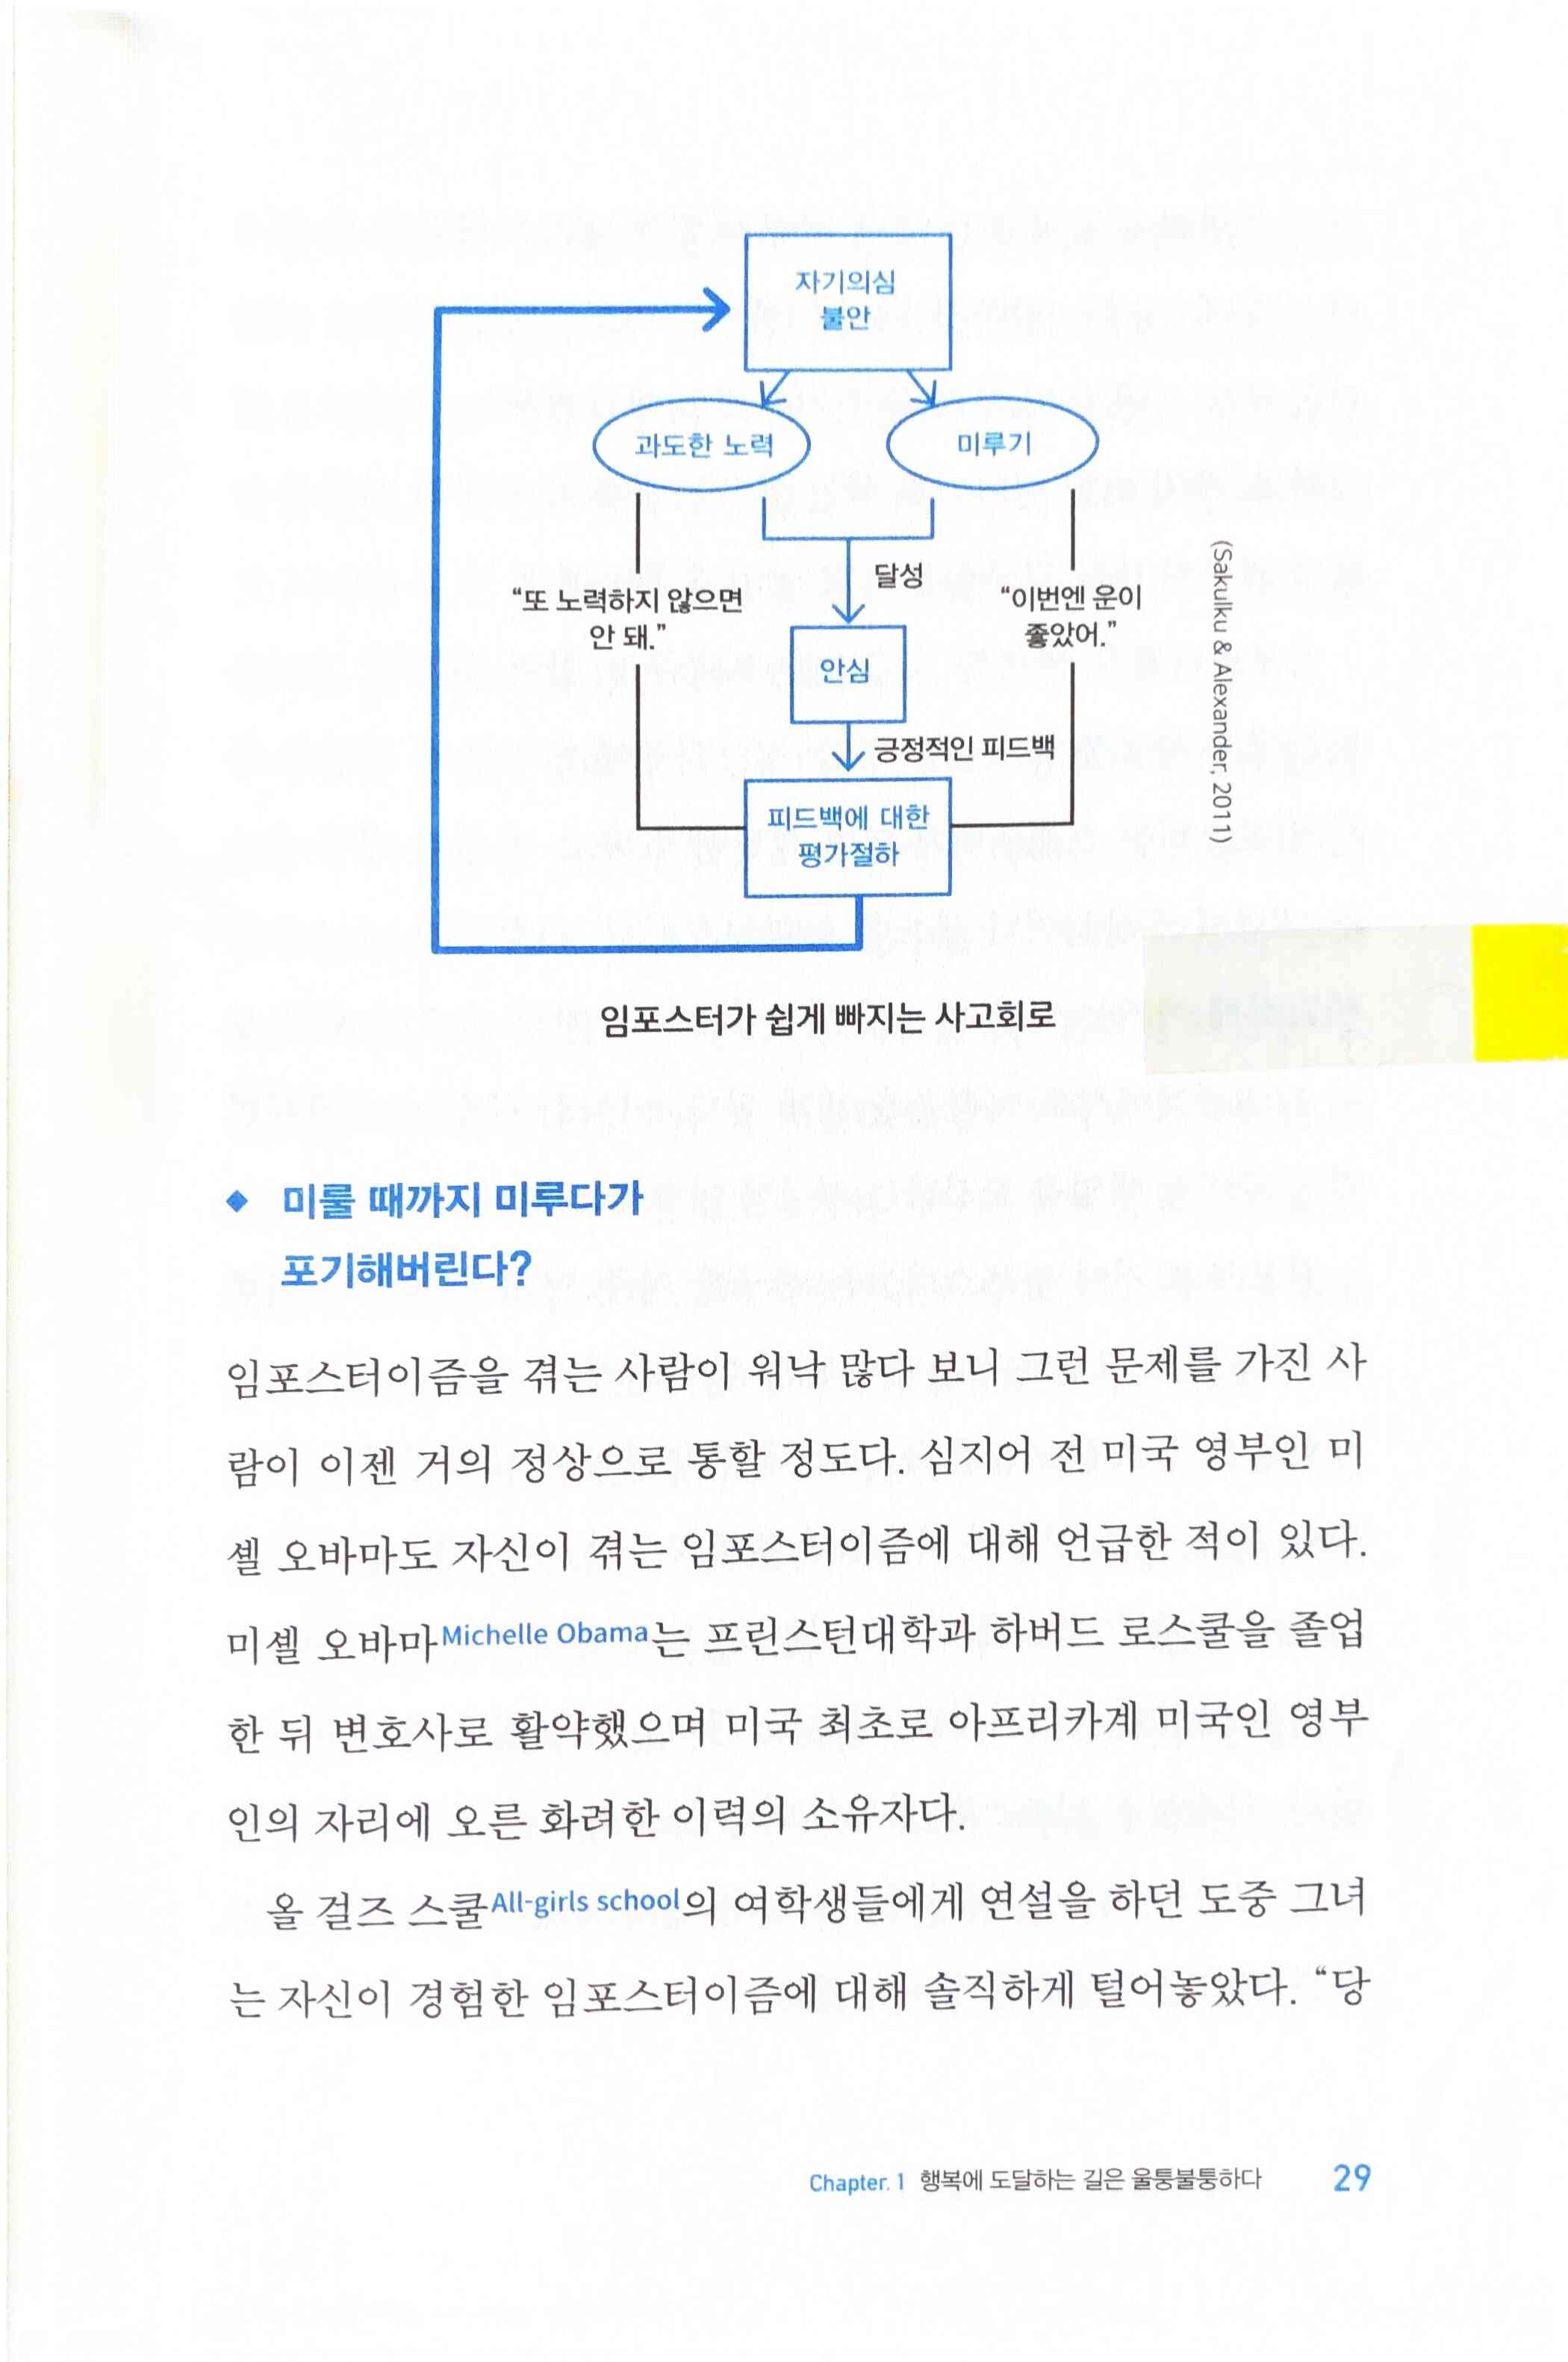 자기의심
불안
과도한 노력
미루기
달성
“또 노력하지 않으면
안 돼.”
“이번엔 운이
좋았어.”
안심
긍정적인 피드백
피드백에 대한
평가절하
(Sakulku & Alexander, 2011)
임포스터가 쉽게 빠지는 사고회로
◆ 미룰 때까지 미루다가
포기해버린다?
임포스터이즘을 겪는 사람이 워낙 많다 보니 그런 문제를 가진 사
람이 이젠 거의 정상으로 통할 정도다. 심지어 전 미국 영부인 미
셸 오바마도 자신이 겪는 임포스터이즘에 대해 언급한 적이 있다.
미셸 오바마Michelle Obama는 프린스턴대학과 하버드 로스쿨을 졸업
한 뒤 변호사로 활약했으며 미국 최초로 아프리카계 미국인 영부
인의 자리에 오른 화려한 이력의 소유자다.
올 걸즈 스쿨All-girls school의 여학생들에게 연설을 하던 도중 그녀
는 자신이 경험한 임포스터이즘에 대해 솔직하게 털어놓았다. “당
Chapter. 1 행복에 도달하는 길은 울퉁불퉁하다 29